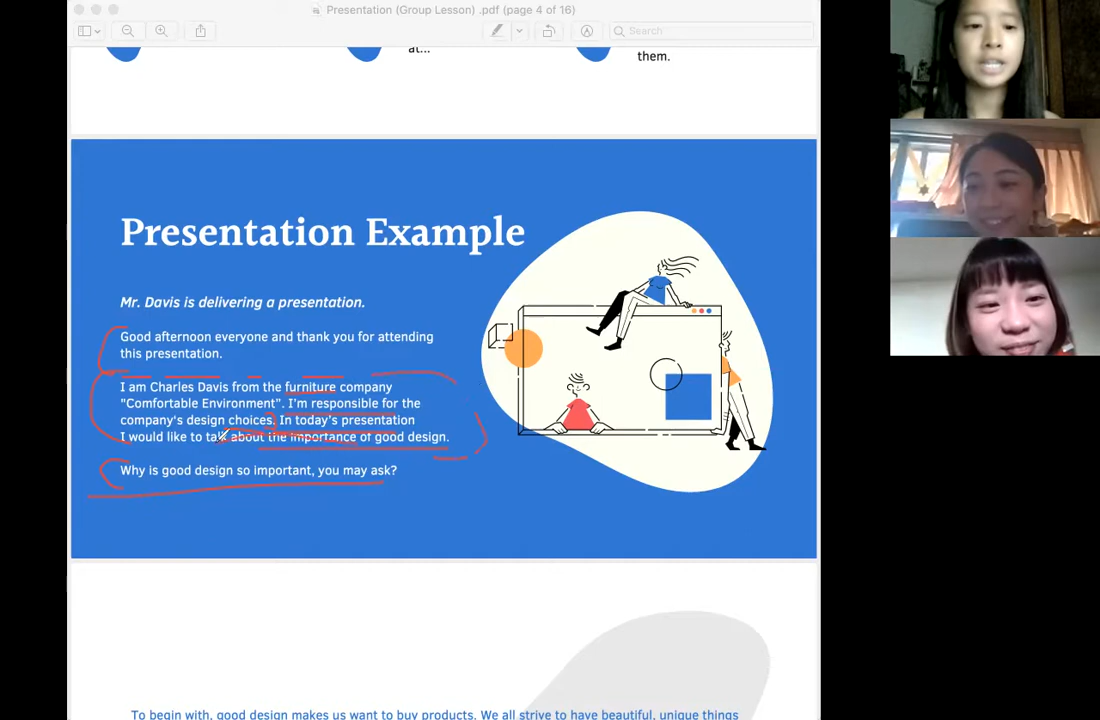 Presentation (Group Lesson) .pdf (page 4 of 16)
Search
at...
them.
Presentation Example
Mr. Davis is delivering a presentation.
Good afternoon everyone and thank you for attending
this presentation.
I am Charles Davis from the furniture company
"Comfortable Environment". I'm responsible for the
company's design choices. In today's presentation
I would like to talk about the importance of good design.
Why is good design so important, you may ask?
To begin with, good design makes us want to buy products. We all strive to have beautiful, unique things